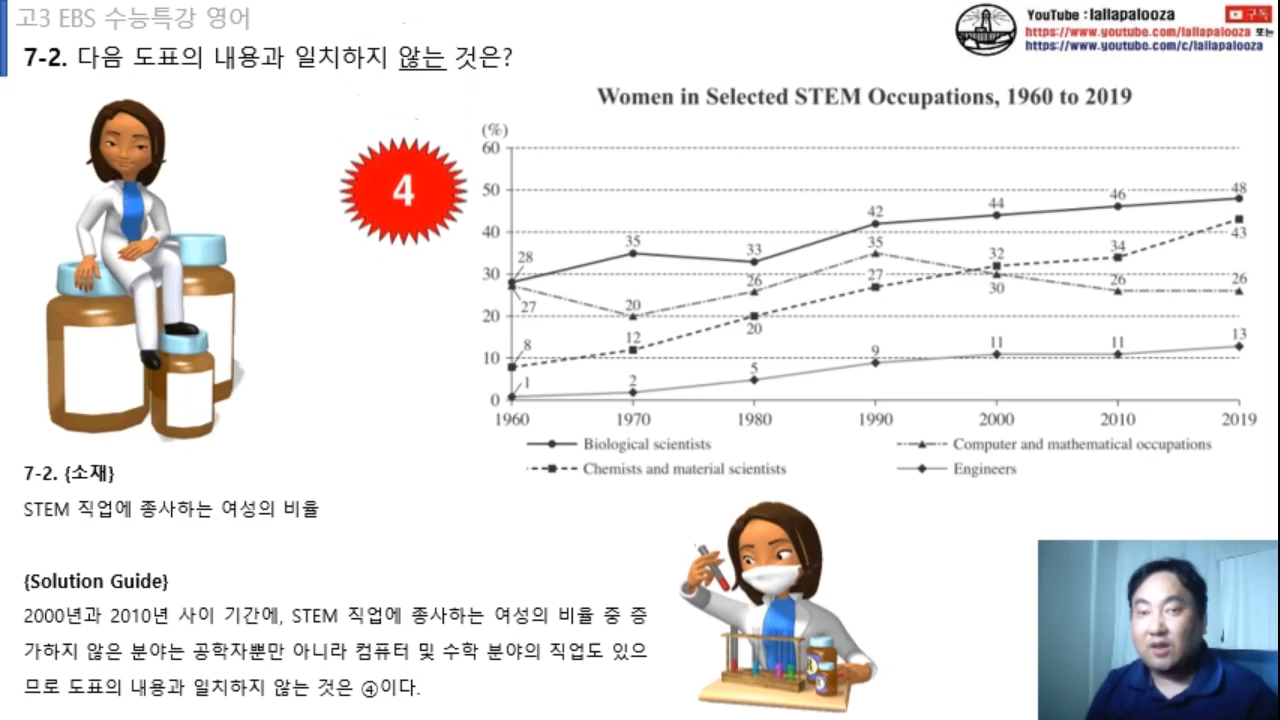 고3 EBS 수능특강 영어
7-2. 다음 도표의 내용과 일치하지 않는 것은?
YouTube : lallapalooza
구독
https://www.youtube.com/lallapalooza 또는
https://www.youtube.com/c/lallapalooza
4
Women in Selected STEM Occupations, 1960 to 2019
(%)
60
50
40
30
20
10
0
28 35 33 42 44 46 48
27 20 26 35 30 26 26
8 12 20 27 32 34 43
1 2 5 9 11 11 13
1960 1970 1980 1990 2000 2010 2019
Biological scientists Computer and mathematical occupations
Chemists and material scientists Engineers
7-2. {소재}
STEM 직업에 종사하는 여성의 비율
{Solution Guide}
2000년과 2010년 사이 기간에, STEM 직업에 종사하는 여성의 비율 중 증
가하지 않은 분야는 공학자뿐만 아니라 컴퓨터 및 수학 분야의 직업도 있으
므로 도표의 내용과 일치하지 않는 것은 ④이다.